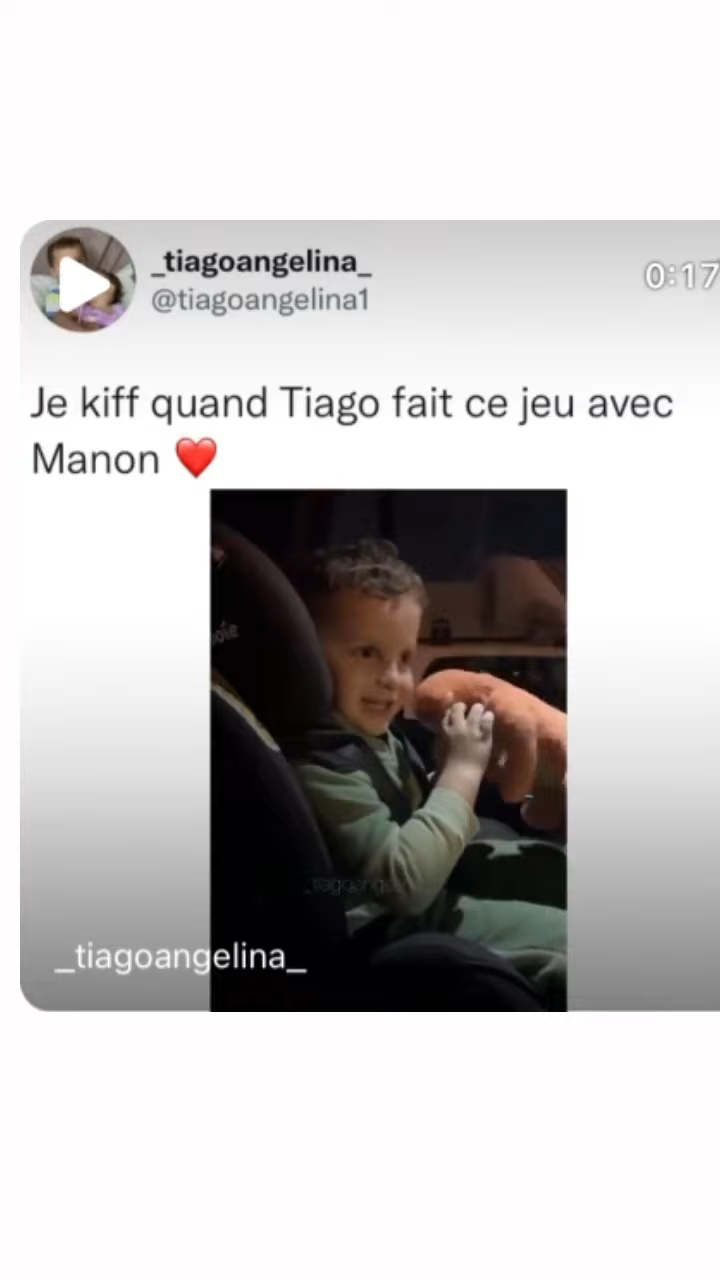 _tiagoangelina_
@tiagoangelina1
0:17
Je kiff quand Tiago fait ce jeu avec
Manon ❤️
_tiagoangelina_